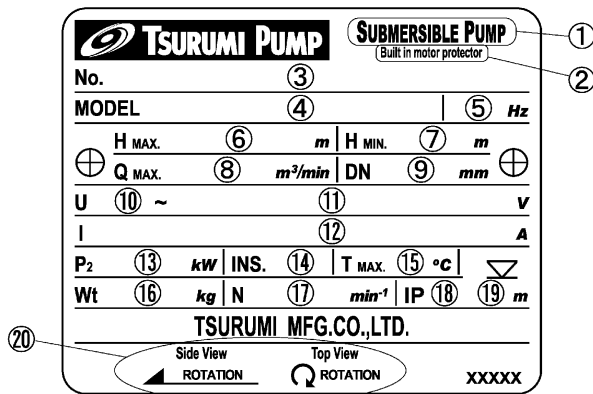 TSURUMI PUMP SUBMERSIBLE PUMP ①
Built in motor protector ②
No. ③
MODEL ④ ⑤ Hz
H MAX. ⑥ m H MIN. ⑦ m
Q MAX. ⑧ m³/min DN ⑨ mm
U ⑩ ~ ⑪ V
I ⑫ A
P₂ ⑬ kW INS. ⑭ T MAX. ⑮ °C
Wt ⑯ kg N ⑰ min⁻¹ IP ⑱ ⑲ m
TSURUMI MFG.CO.,LTD.
⑳ Side View Top View
ROTATION ROTATION XXXXX